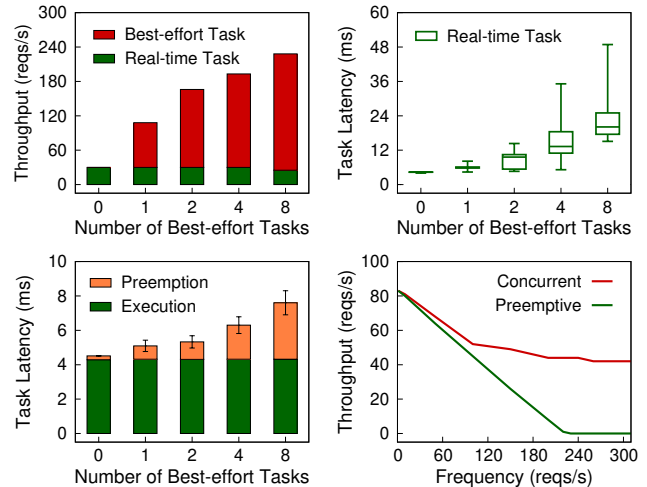 Throughput (reqs/s)
300
240
180
120
60
0
Best-effort Task
Real-time Task
0 1 2 4 8
Number of Best-effort Tasks
Task Latency (ms)
60
48
36
24
12
0
Real-time Task
0 1 2 4 8
Number of Best-effort Tasks
Task Latency (ms)
10
8
6
4
2
0
Preemption
Execution
0 1 2 4 8
Number of Best-effort Tasks
Throughput (reqs/s)
100
80
60
40
20
0
Concurrent
Preemptive
0 60 120 180 240 300
Frequency (reqs/s)